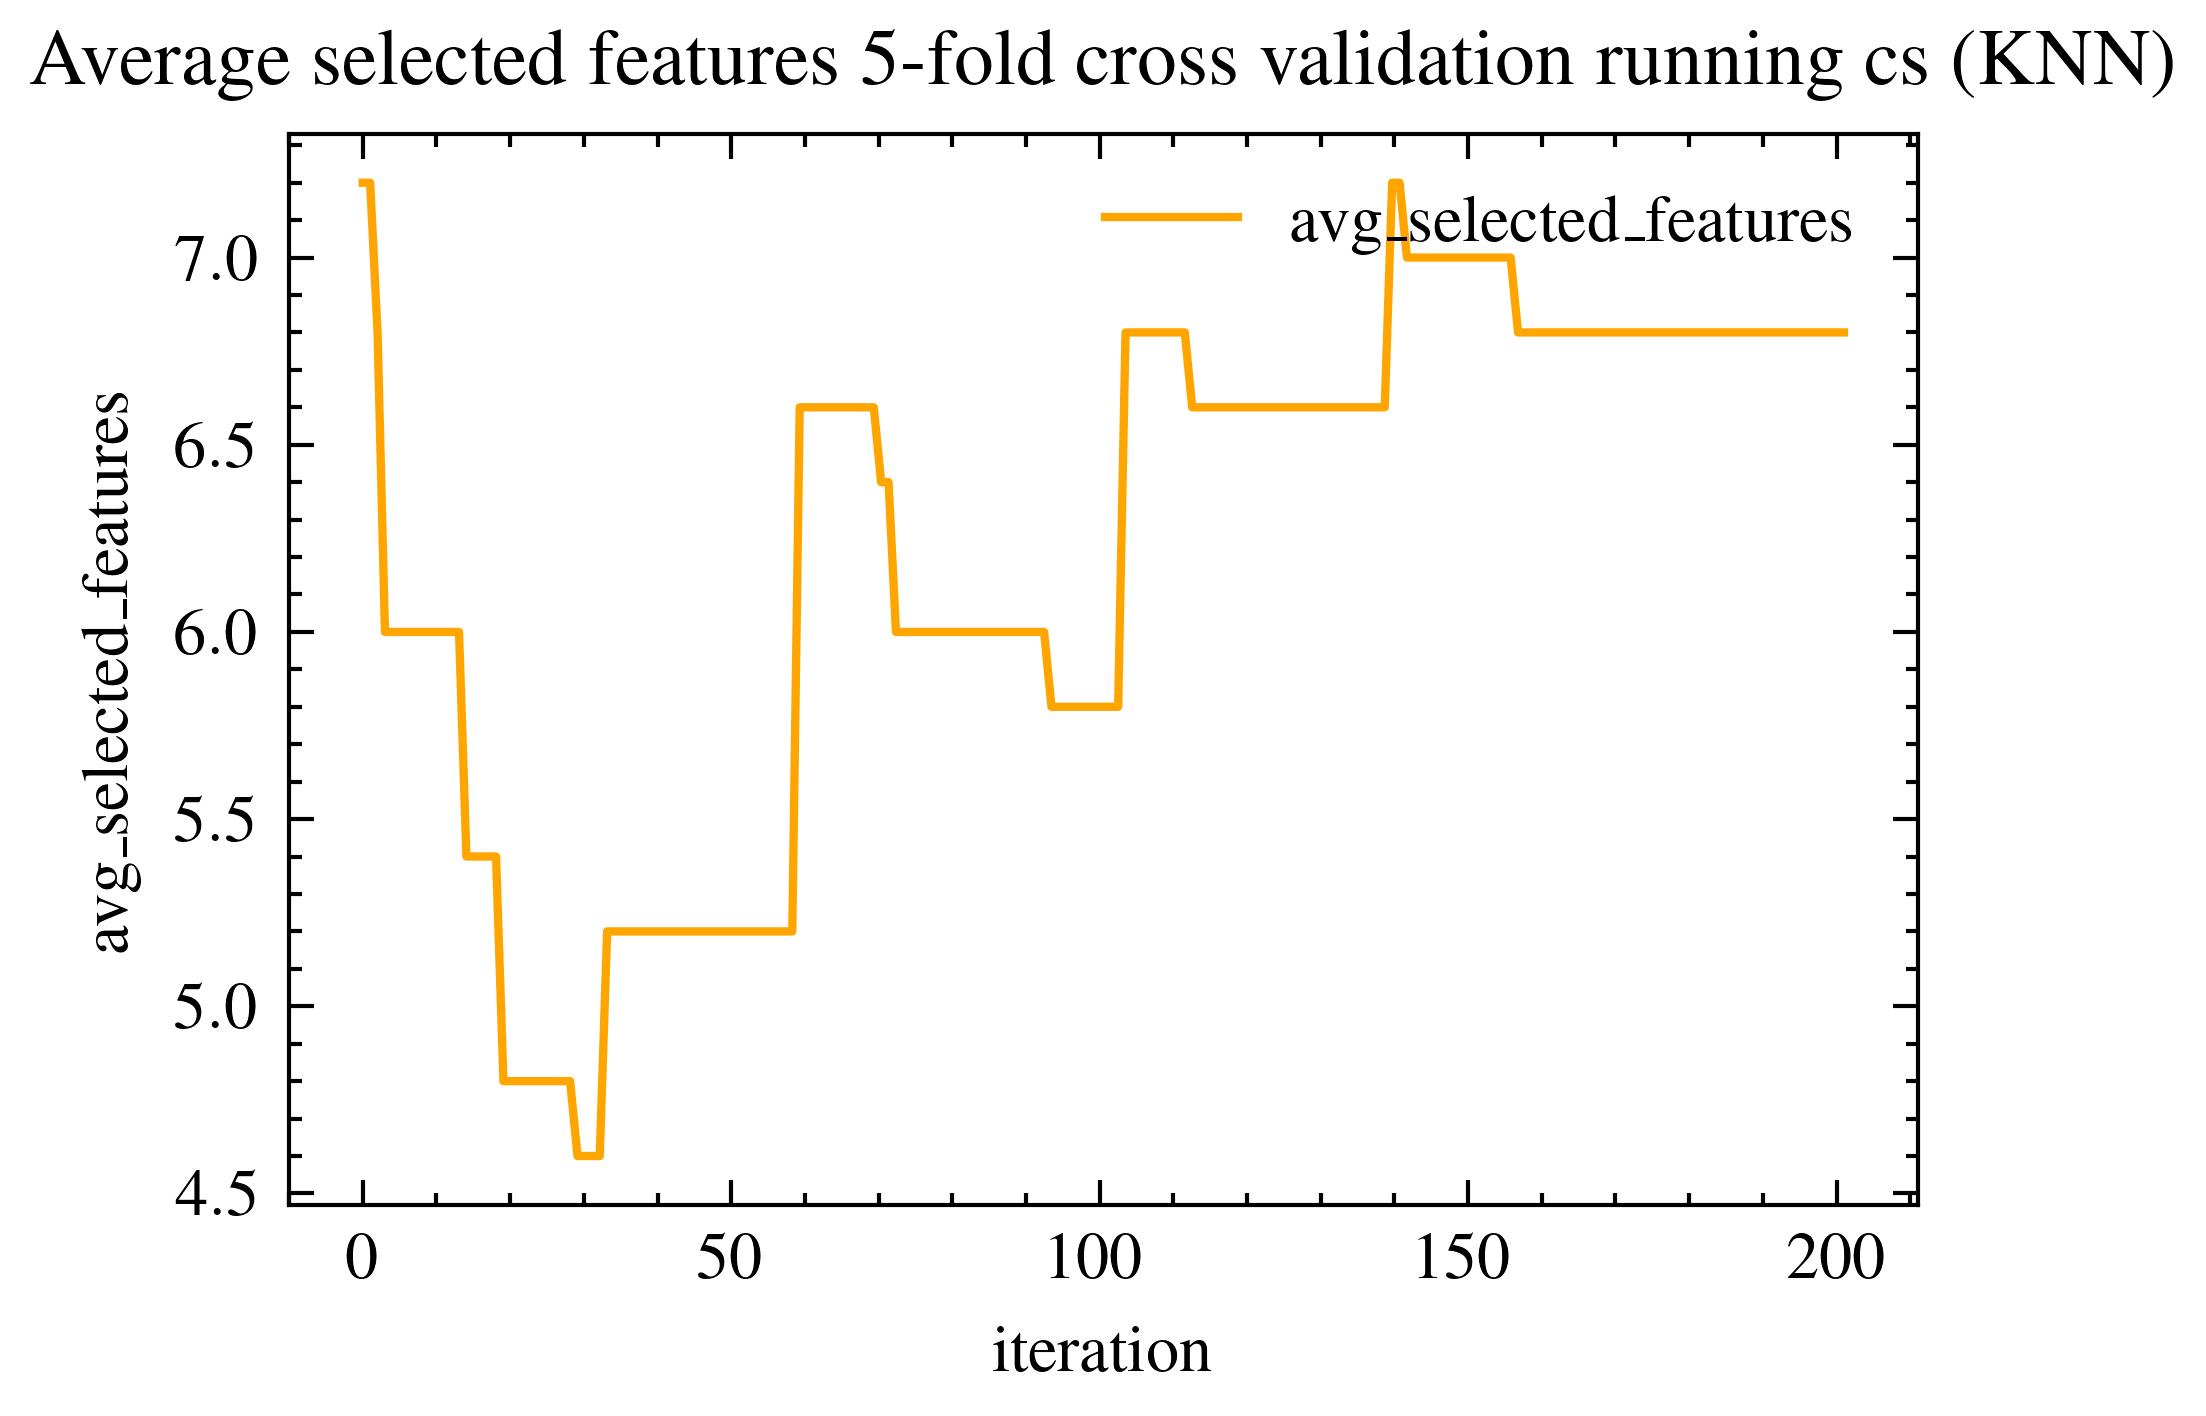 Average selected features 5-fold cross validation running cs (KNN)
avg_selected_features
7.0
6.5
6.0
5.5
5.0
4.5
avg_selected_features
0 50 100 150 200
iteration